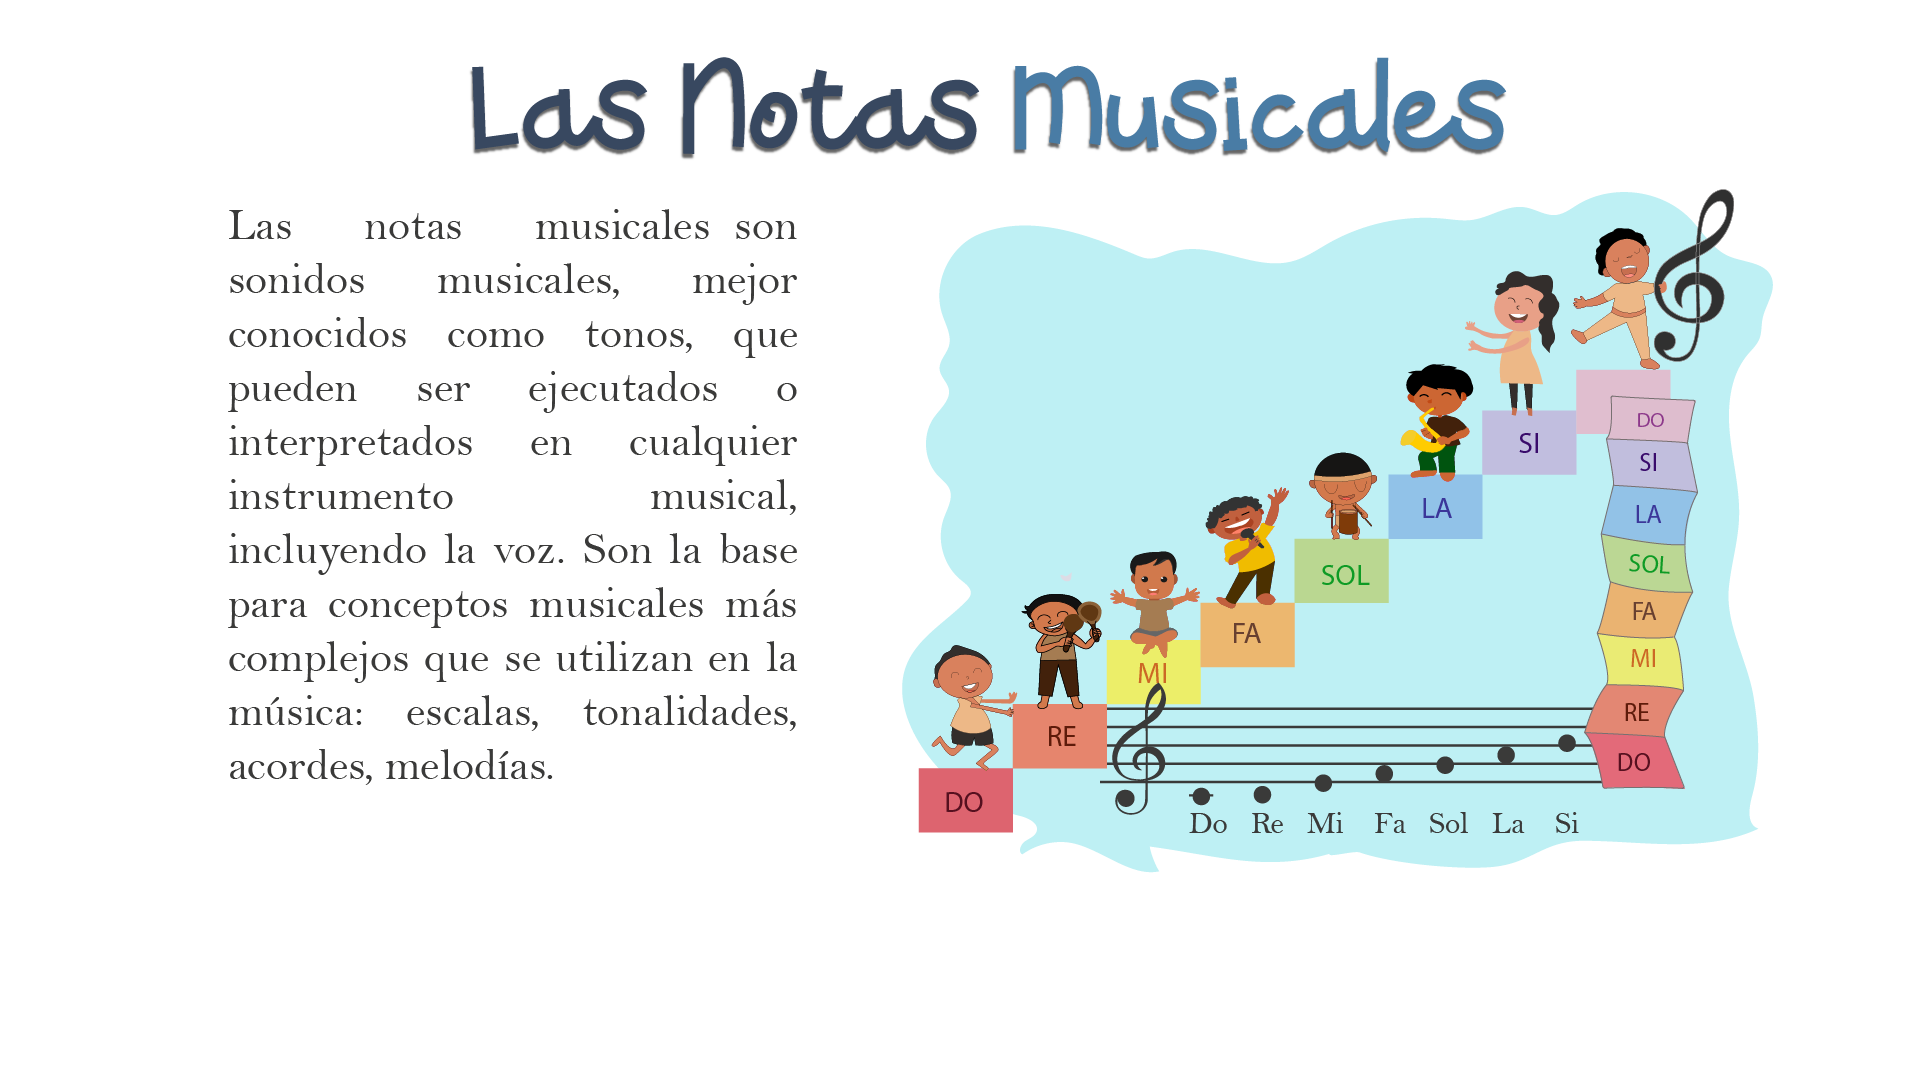 Las Notas Musicales
Las notas musicales son
sonidos musicales, mejor
conocidos como tonos, que
pueden ser ejecutados o
interpretados en cualquier
instrumento musical,
incluyendo la voz. Son la base
para conceptos musicales más
complejos que se utilizan en la
música: escalas, tonalidades,
acordes, melodías.
DO
RE
MI
FA
SOL
LA
SI
DO
SI
LA
SOL
FA
MI
RE
DO
Do Re Mi Fa Sol La Si